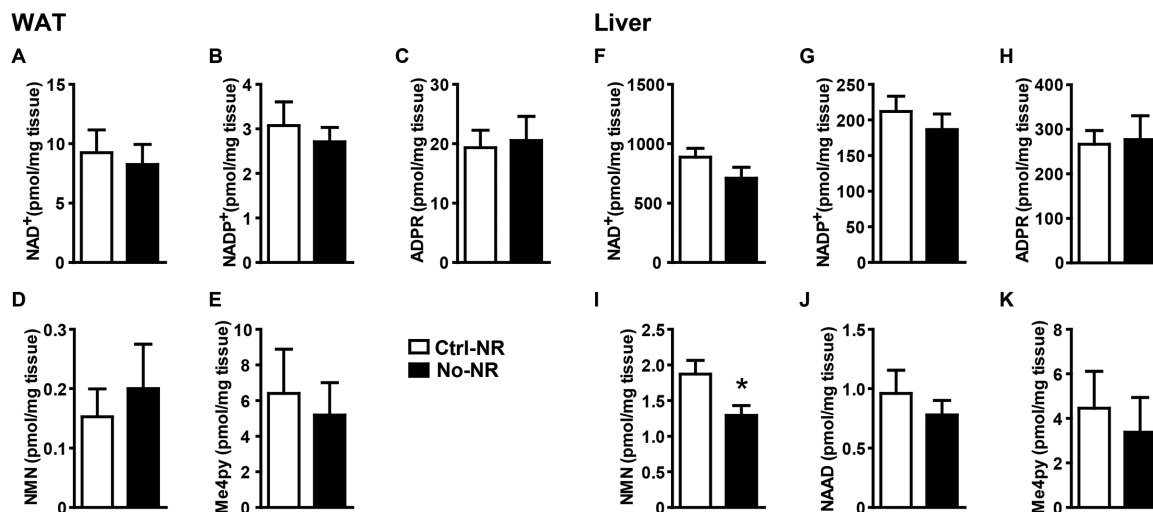 WAT
Liver
A
NAD+(pmol/mg tissue)
15
10
5
0
B
NADP+(pmol/mg tissue)
4
3
2
1
0
C
ADPR (pmol/mg tissue)
30
20
10
0
F
NAD+(pmol/mg tissue)
1500
1000
500
0
G
NADP+(pmol/mg tissue)
250
200
150
100
50
0
H
ADPR (pmol/mg tissue)
400
300
200
100
0
D
NMN (pmol/mg tissue)
0.3
0.2
0.1
0
E
Me4py (pmol/mg tissue)
10
8
6
4
2
0
Ctrl-NR
No-NR
I
NMN (pmol/mg tissue)
2.5
2.0
1.5
1.0
0.5
0
*
J
NAAD (pmol/mg tissue)
1.5
1.0
0.5
0
K
Me4py (pmol/mg tissue)
8
6
4
2
0